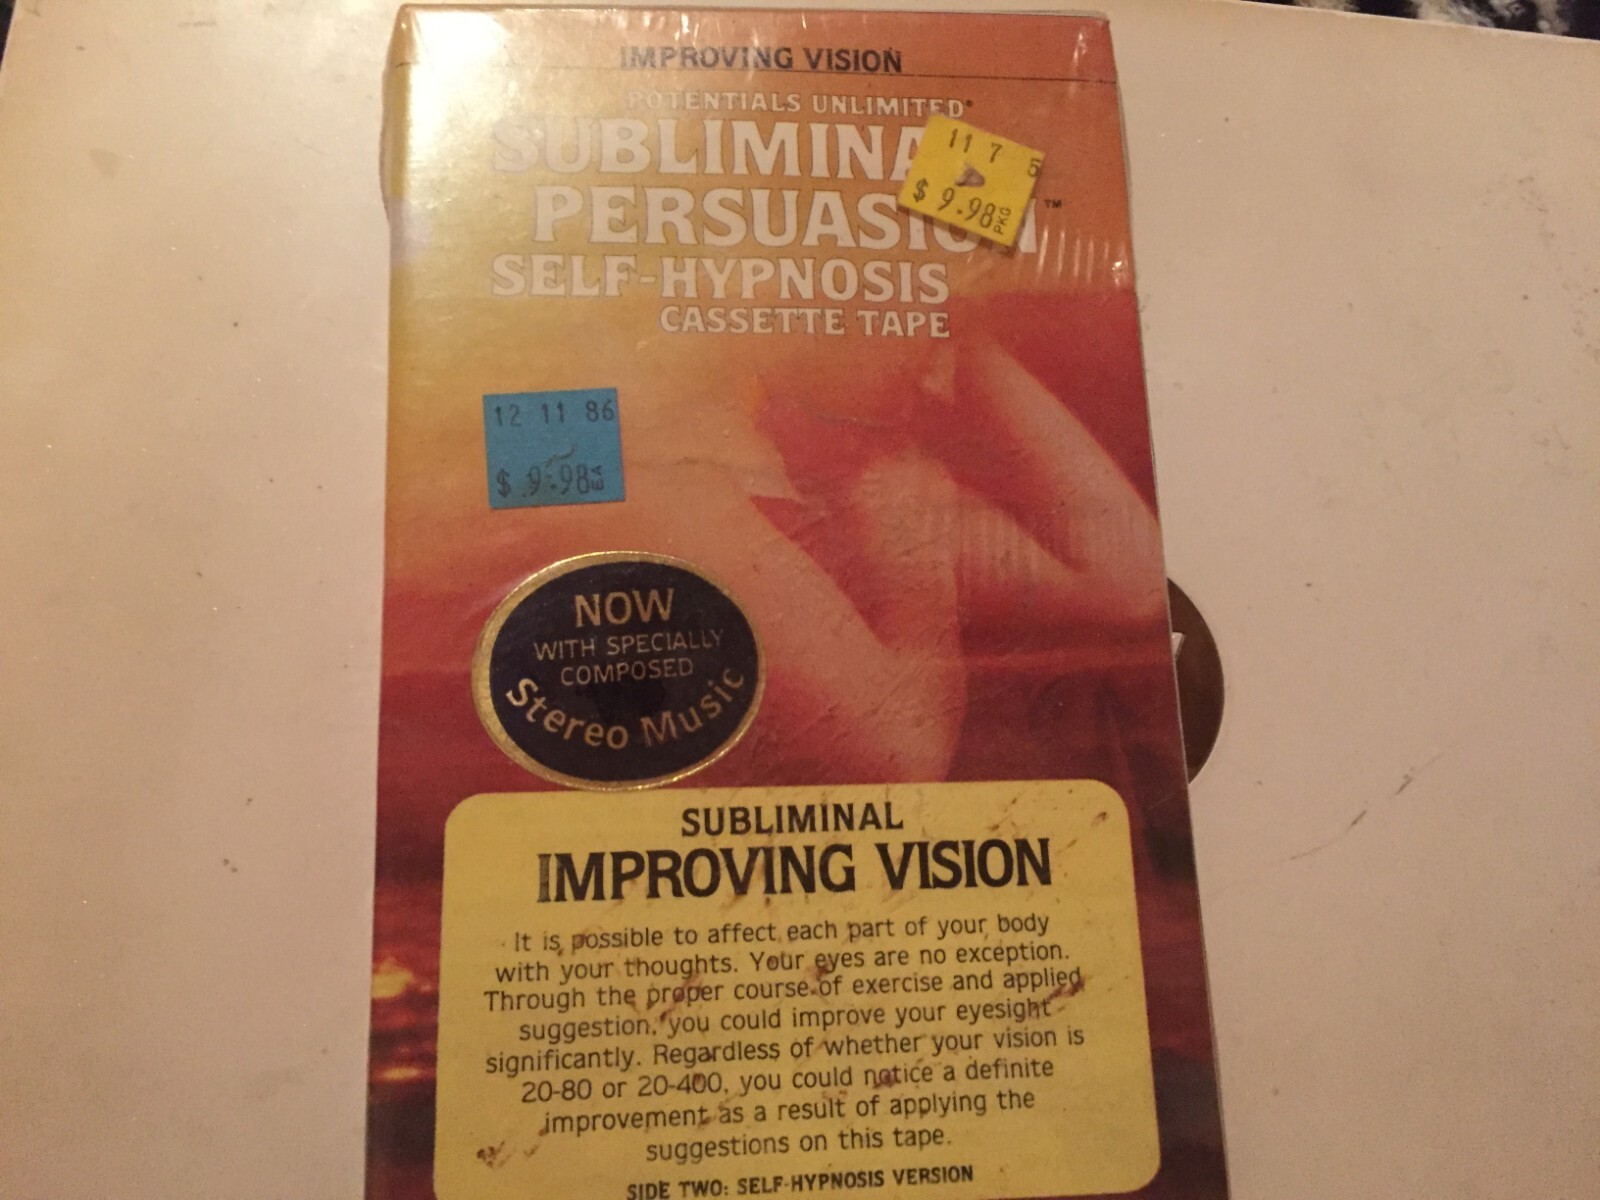 IMPROVING VISION
POTENTIALS UNLIMITED®
SUBLIMINA
PERSUASION™
SELF-HYPNOSIS
CASSETTE TAPE
11 7 5
$ 9.98 PKG
12 11 86
$ 9.98 EA
NOW
WITH SPECIALLY
COMPOSED
Stereo Music
SUBLIMINAL
IMPROVING VISION
It is possible to affect each part of your body
with your thoughts. Your eyes are no exception.
Through the proper course of exercise and applied
suggestion, you could improve your eyesight
significantly. Regardless of whether your vision is
20-80 or 20-400, you could notice a definite
improvement as a result of applying the
suggestions on this tape.
SIDE TWO: SELF-HYPNOSIS VERSION